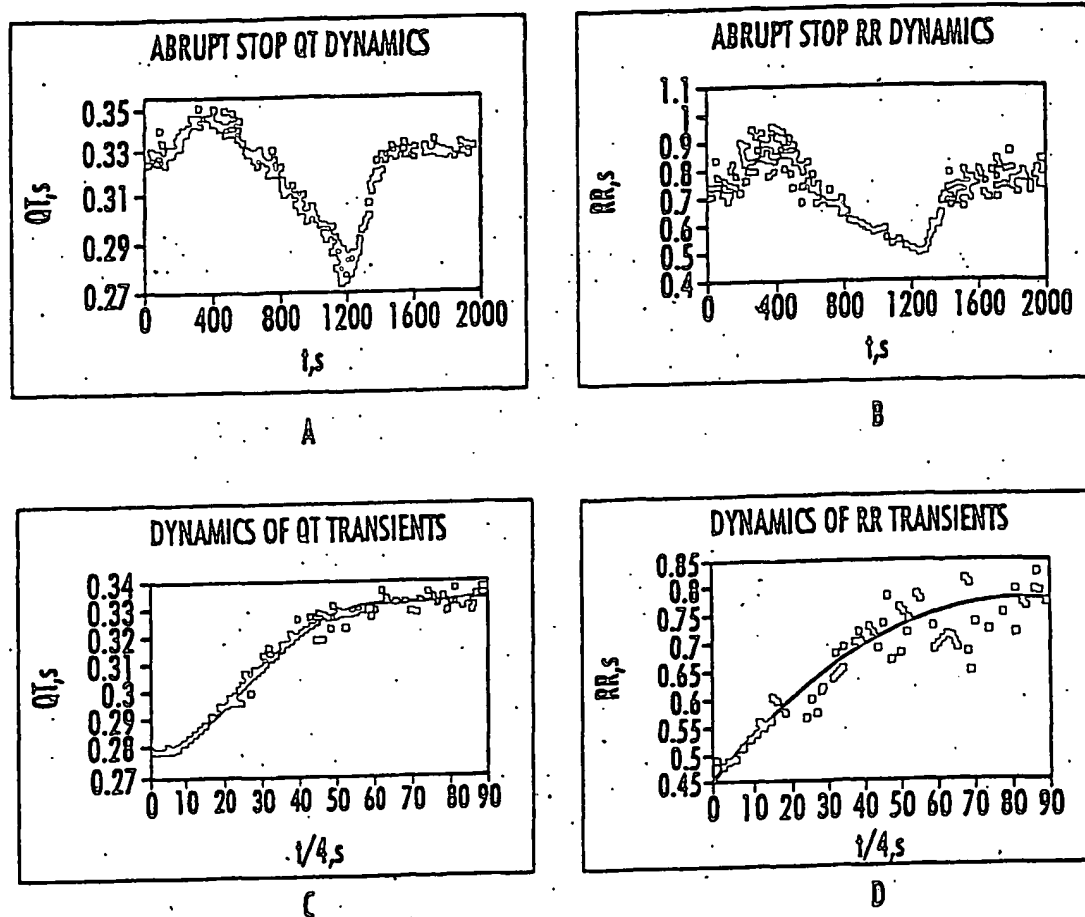 ABRUPT STOP QT DYNAMICS
0.35
0.33
0.31
0.29
0.27
QT,s
0 400 800 1200 1600 2000
t,s
A
ABRUPT STOP RR DYNAMICS
1.1
1
0.9
0.8
0.7
0.6
0.5
0.4
RR,s
0 400 800 1200 1600 2000
t,s
B
DYNAMICS OF QT TRANSIENTS
0.34
0.33
0.32
0.31
0.3
0.29
0.28
0.27
QT,s
0 10 20 30 40 50 60 70 80 90
t/4,s
C
DYNAMICS OF RR TRANSIENTS
0.85
0.8
0.75
0.7
0.65
0.6
0.55
0.5
0.45
RR,s
0 10 20 30 40 50 60 70 80 90
t/4,s
D